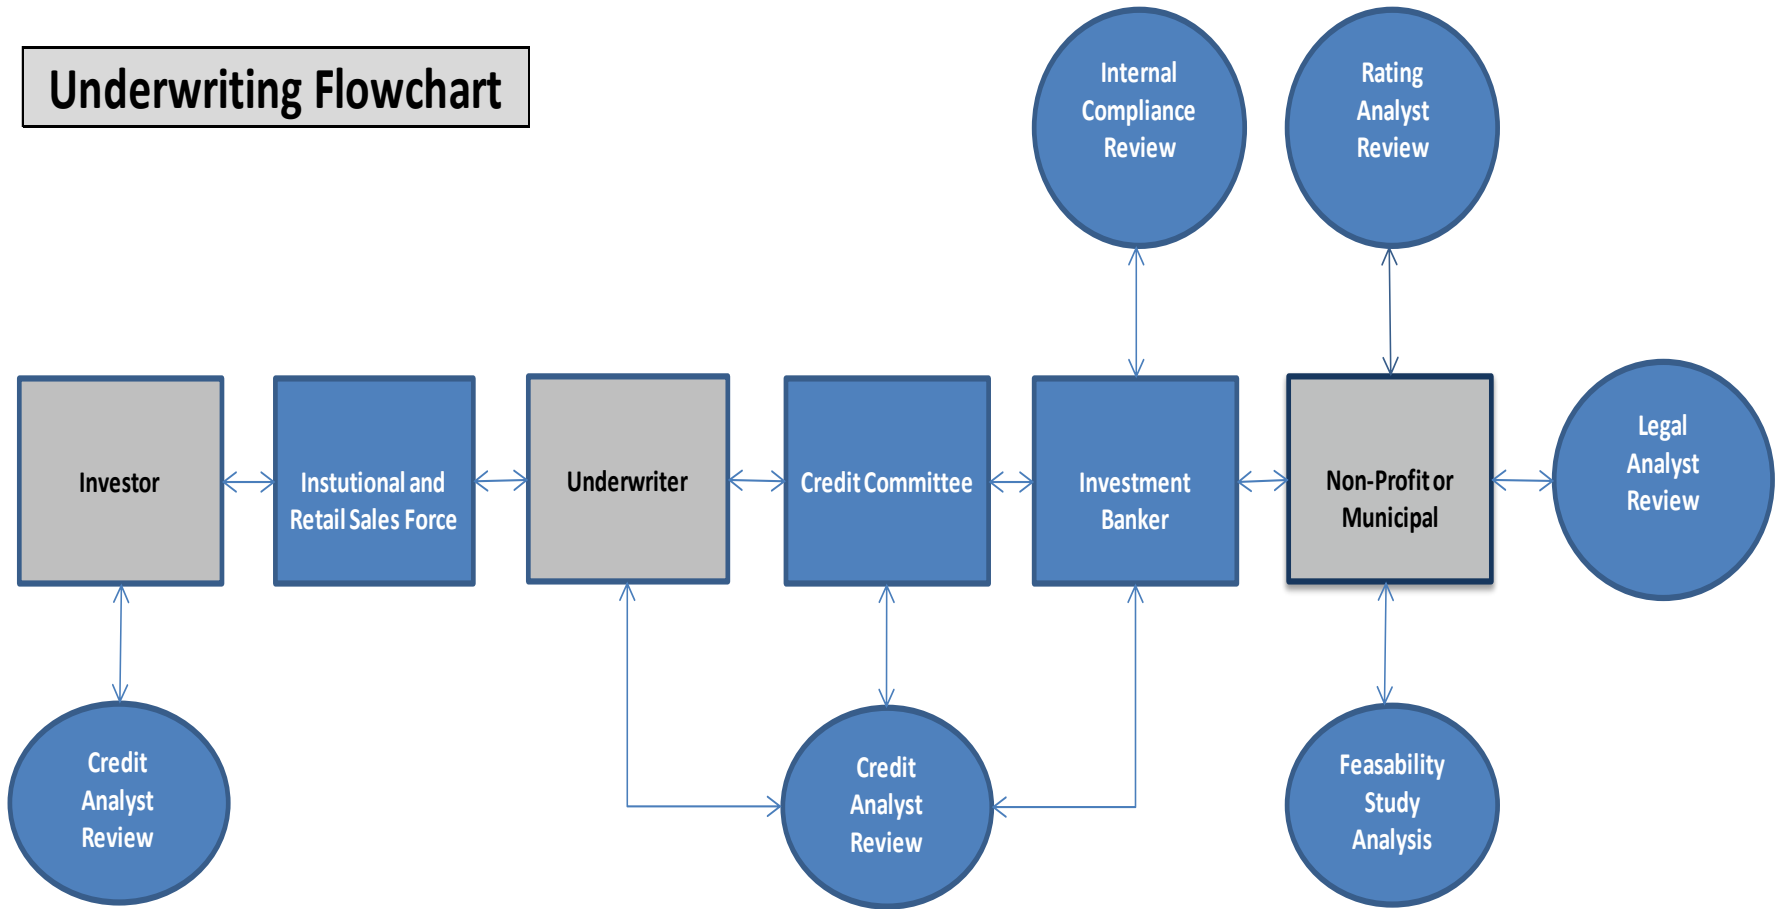 Underwriting Flowchart
Internal
Compliance
Review
Rating
Analyst
Review
Investor
Instutional and
Retail Sales Force
Underwriter
Credit Committee
Investment
Banker
Non-Profit or
Municipal
Legal
Analyst
Review
Credit
Analyst
Review
Credit
Analyst
Review
Feasability
Study
Analysis